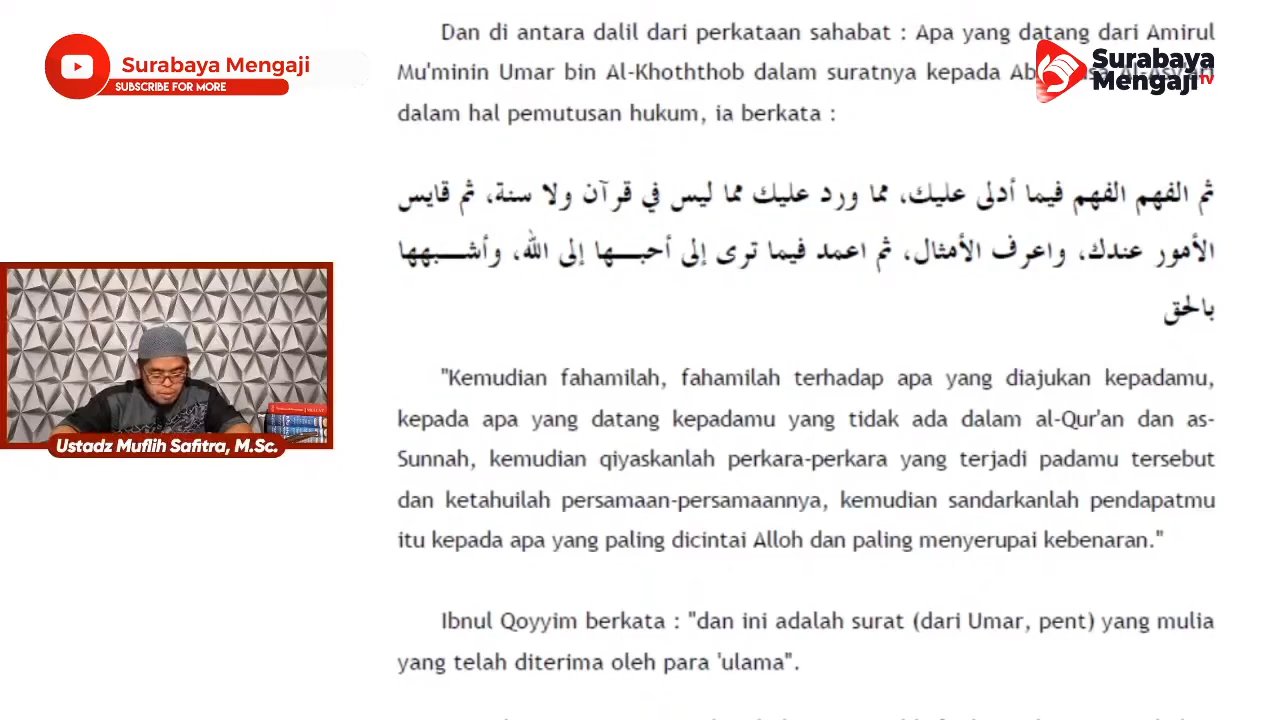 Surabaya Mengaji
SUBSCRIBE FOR MORE
Surabaya
Mengaji TV
Dan di antara dalil dari perkataan sahabat : Apa yang datang dari Amirul
Mu'minin Umar bin Al-Khoththob dalam suratnya kepada
dalam hal pemutusan hukum, ia berkata :
ثم الفهم الفهم فيما أدلى عليك، مما ورد عليك مما ليس في قرآن ولا سنة، ثم قايس
الأمور عندك، واعرف الأمثال، ثم اعمد فيما ترى إلى أحبها إلى الله، وأشبهها
بالحق
"Kemudian fahamilah, fahamilah terhadap apa yang diajukan kepadamu,
kepada apa yang datang kepadamu yang tidak ada dalam al-Qur'an dan as-
Sunnah, kemudian qiyaskanlah perkara-perkara yang terjadi padamu tersebut
dan ketahuilah persamaan-persamaannya, kemudian sandarkanlah pendapatmu
itu kepada apa yang paling dicintai Alloh dan paling menyerupai kebenaran."
Ibnul Qoyyim berkata : "dan ini adalah surat (dari Umar, pent) yang mulia
yang telah diterima oleh para 'ulama".
Ustadz Muflih Safitra, M.Sc.